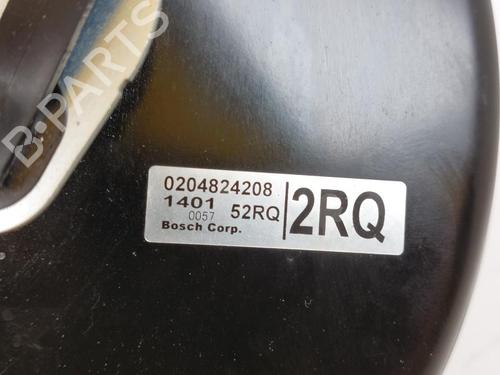 B-PARTS
0204824208
1401 52RQ
0057
Bosch Corp.
2RQ